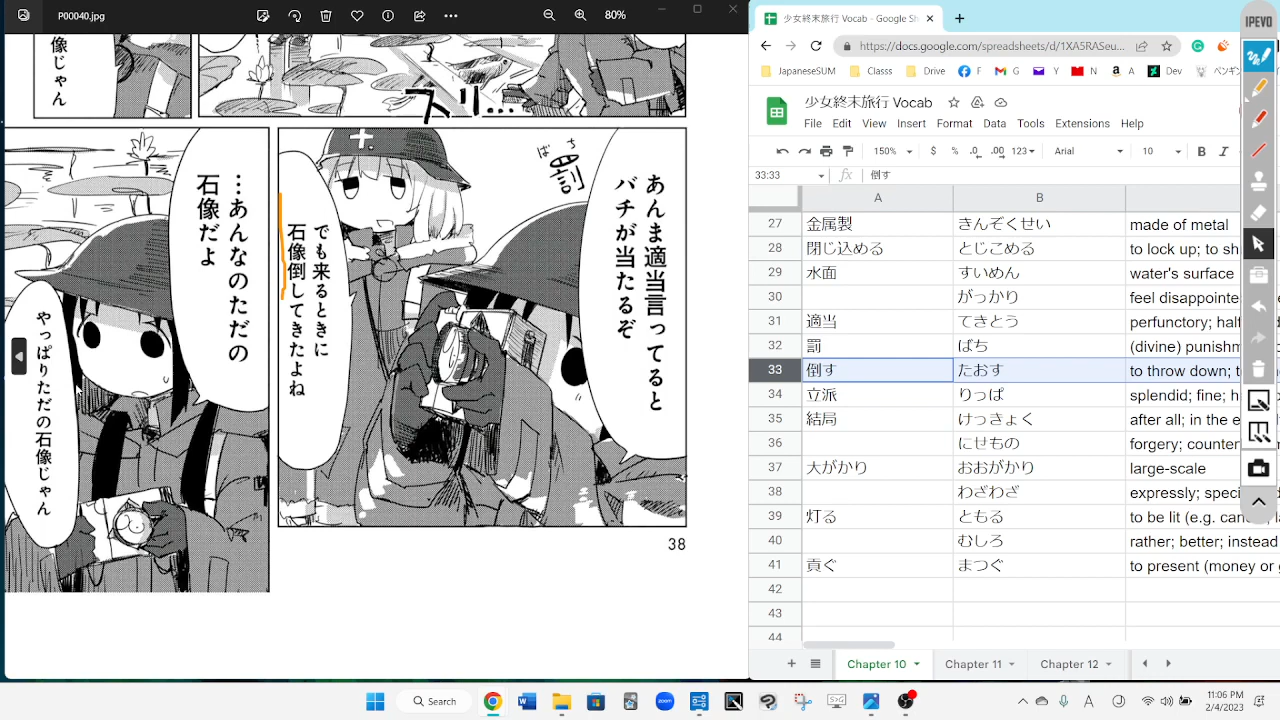 P00040.jpg
80%
像じゃん
ズリ…
あんま適当言ってると
バチが当たるぞ
ばち
罰
でも来るときに
石像倒してきたよね
…あんなのただの
石像だよ
やっぱりただの石像じゃん
38
少女終末旅行 Vocab - Google Sh
https://docs.google.com/spreadsheets/d/1XA5R
JapaneseSUM
Classs
Drive
F
G
Y
N
A
Dev
ペンギン
少女終末旅行 Vocab
File Edit View Insert Format Data Tools Extensions Help
150% $ % .0 .00 123 Arial 10 B I
33:33 fx 倒す
A B
27 金属製 きんぞくせい made of metal
28 閉じ込める とじこめる to lock up; to sh
29 水面 すいめん water's surface
30 がっかり feel disappointe
31 適当 てきとう perfunctory; half
32 罰 ばち (divine) punishm
33 倒す たおす to throw down; t
34 立派 りっぱ splendid; fine; h
35 結局 けっきょく after all; in the e
36 にせもの forgery; counter
37 大がかり おおがかり large-scale
38 わざわざ expressly; speci
39 灯る ともる to be lit (e.g. can
40 むしろ rather; better; instead
41 貢ぐ まつぐ to present (money or
42
43
44
Chapter 10 Chapter 11 Chapter 12
IPEVO
Search
zoom
A
11:06 PM
2/4/2023